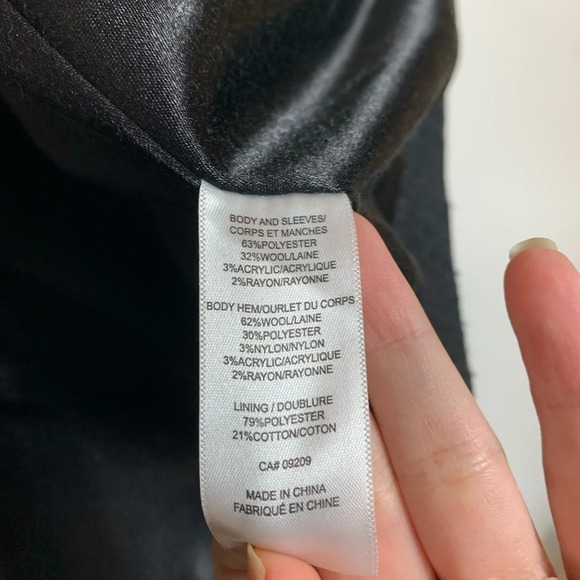 BODY AND SLEEVES/
CORPS ET MANCHES
63%POLYESTER
32%WOOL/LAINE
3%ACRYLIC/ACRYLIQUE
2%RAYON/RAYONNE
BODY HEM/OURLET DU CORPS
62%WOOL/LAINE
30%POLYESTER
3%NYLON/NYLON
3%ACRYLIC/ACRYLIQUE
2%RAYON/RAYONNE
LINING / DOUBLURE
79%POLYESTER
21%COTTON/COTON
CA# 09209
MADE IN CHINA
FABRIQUÉ EN CHINE